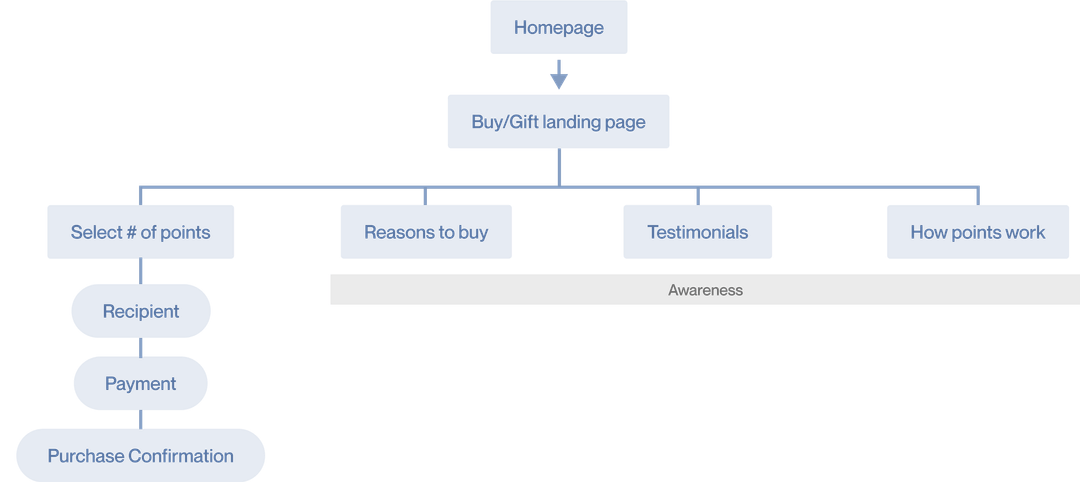 Homepage
Buy/Gift landing page
Select # of points
Reasons to buy
Testimonials
How points work
Awareness
Recipient
Payment
Purchase Confirmation